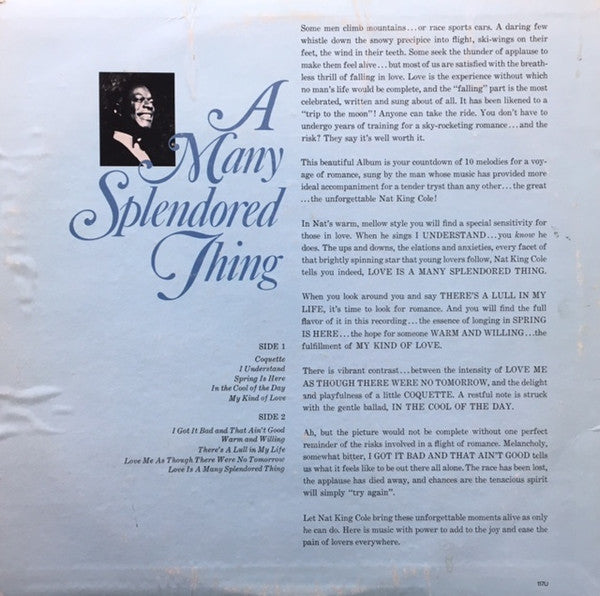 A
Many
Splendored
Thing
SIDE 1
Coquette
I Understand
Spring Is Here
In the Cool of the Day
My Kind of Love
SIDE 2
I Got It Bad and That Ain't Good
Warm and Willing
There's A Lull in My Life
Love Me As Though There Were No Tomorrow
Love Is A Many Splendored Thing
Some men climb mountains...or race sports cars. A daring few
whistle down the snowy precipice into flight, ski-wings on their
feet, the wind in their teeth. Some seek the thunder of applause to
make them feel alive...but most of us are satisfied with the breath-
less thrill of falling in love. Love is the experience without which
no man's life would be complete, and the "falling" part is the most
celebrated, written and sung about of all. It has been likened to a
"trip to the moon"! Anyone can take the ride. You don't have to
undergo years of training for a sky-rocketing romance...and the
risk? They say it's well worth it.
This beautiful Album is your countdown of 10 melodies for a voy-
age of romance, sung by the man whose music has provided more
ideal accompaniment for a tender tryst than any other...the great
...the unforgettable Nat King Cole!
In Nat's warm, mellow style you will find a special sensitivity for
those in love. When he sings I UNDERSTAND...you know he
does. The ups and downs, the elations and anxieties, every facet of
that brightly spinning star that young lovers follow, Nat King Cole
tells you indeed, LOVE IS A MANY SPLENDORED THING.
When you look around you and say THERE'S A LULL IN MY
LIFE, it's time to look for romance. And you will find the full
flavor of it in this recording...the essence of longing in SPRING
IS HERE...the hope for someone WARM AND WILLING...the
fulfillment of MY KIND OF LOVE.
There is vibrant contrast...between the intensity of LOVE ME
AS THOUGH THERE WERE NO TOMORROW, and the delight
and playfulness of a little COQUETTE. A restful note is struck
with the gentle ballad, IN THE COOL OF THE DAY.
Ah, but the picture would not be complete without one perfect
reminder of the risks involved in a flight of romance. Melancholy,
somewhat bitter, I GOT IT BAD AND THAT AIN'T GOOD tells
us what it feels like to be out there all alone. The race has been lost,
the applause has died away, and chances are the tenacious spirit
will simply "try again".
Let Nat King Cole bring these unforgettable moments alive as only
he can do. Here is music with power to add to the joy and ease the
pain of lovers everywhere.
117U